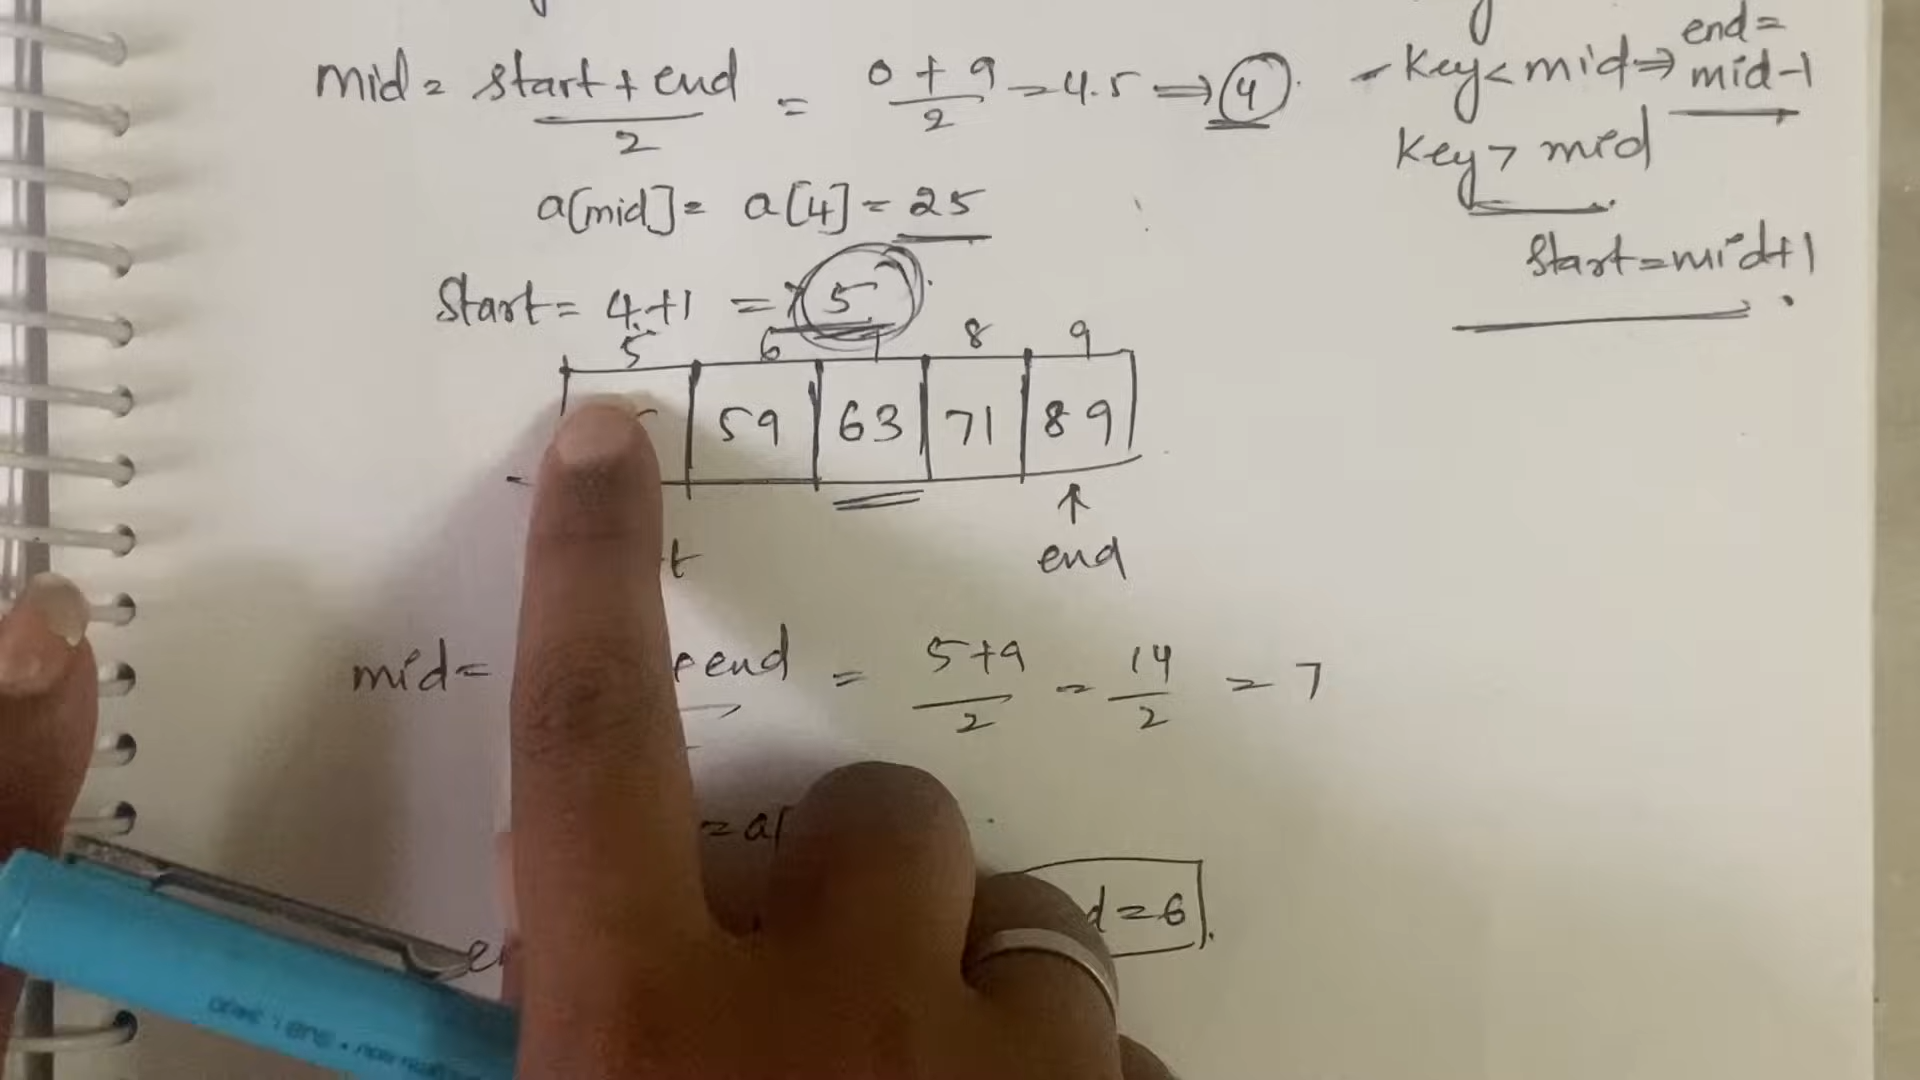 mid = start + end / 2 = 0 + 9 / 2 = 4.5 ⇒ 4
a[mid] = a[4] = 25
start = 4+1 = 5
5 6 7 8 9
59 63 71 89
end
mid = end = 5+9 / 2 = 14 / 2 = 7
= a[
d = 6
- key < mid ⇒ end = mid-1
key > mid
start = mid+1